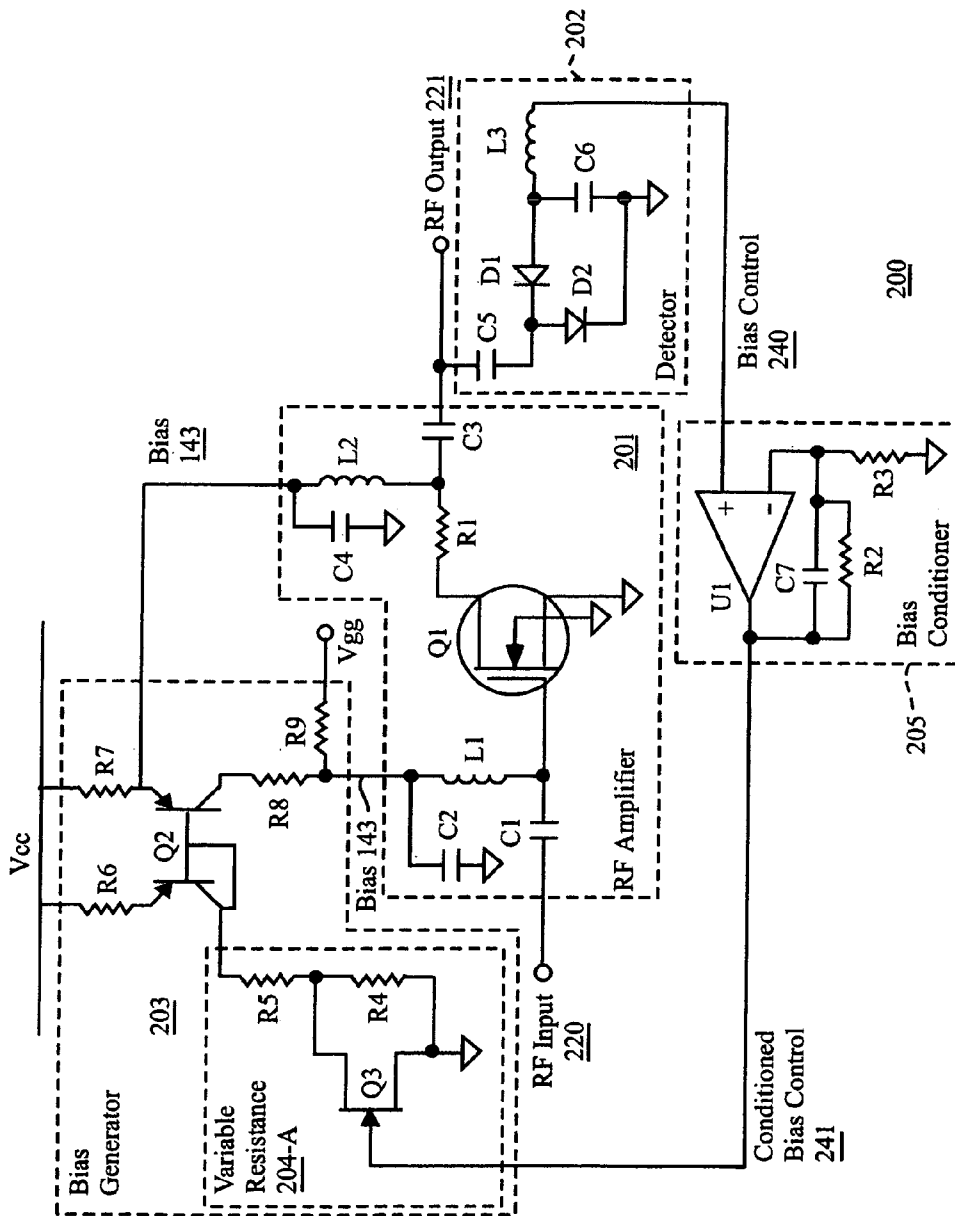 Vcc
Bias
Generator
203
R6
R7
Q2
R8
R9
Vgg
Variable
Resistance
204-A
R5
R4
Q3
Bias
143
Bias 143
C2
L1
C1
RF Input
220
RF Amplifier
201
Q1
R1
C4
L2
C3
RF Output 221
202
Detector
C5
D1
D2
C6
L3
Bias Control
240
200
205
Bias
Conditioner
U1
+
-
C7
R2
R3
Conditioned
Bias Control
241